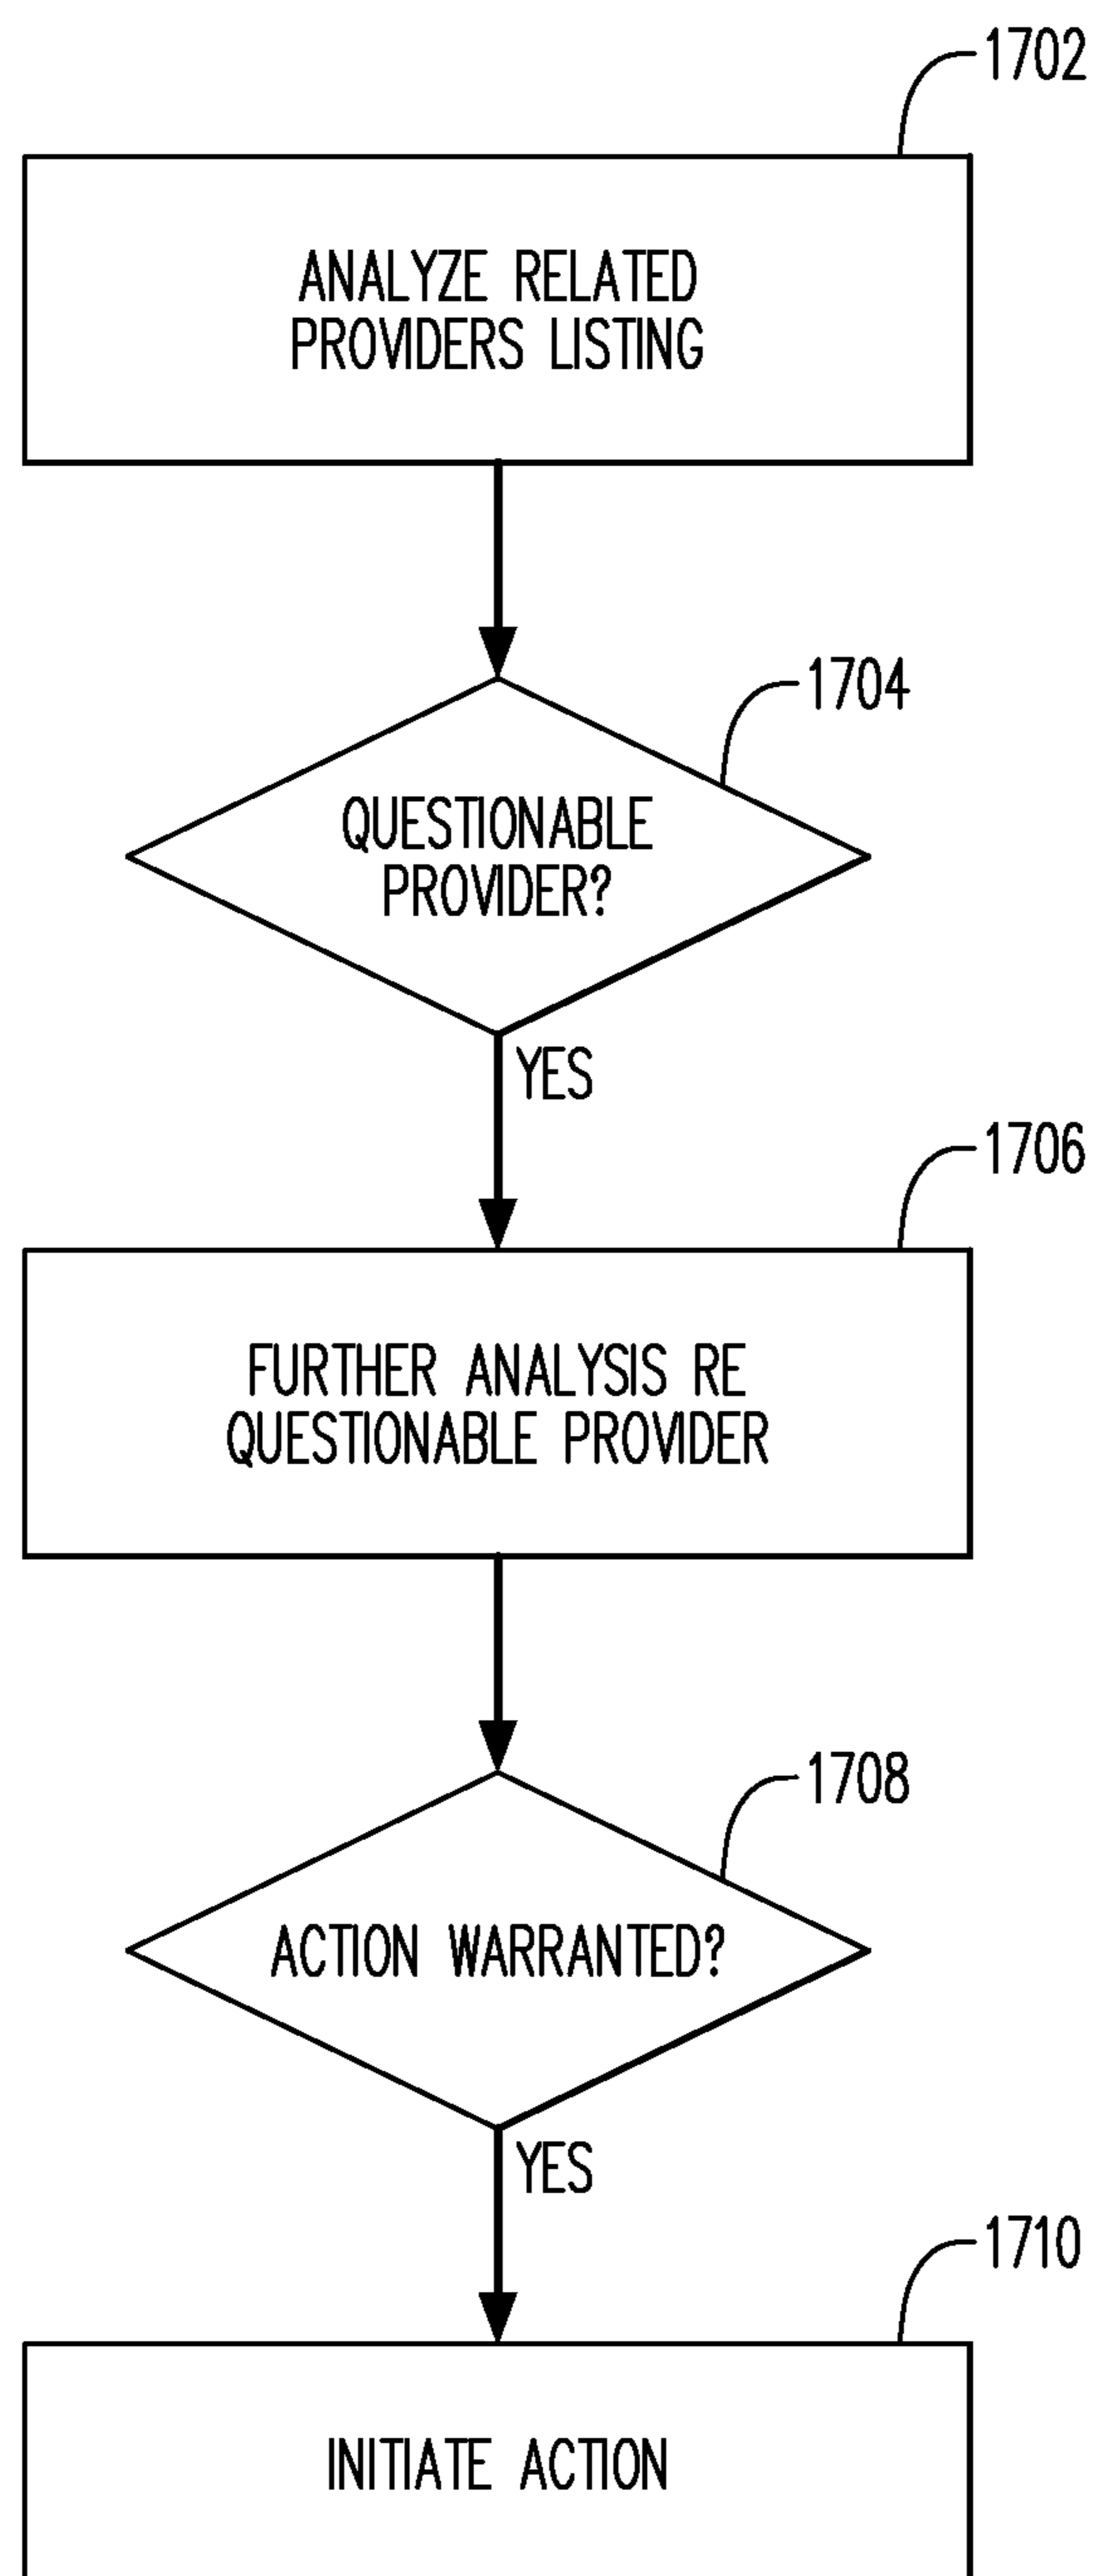 1702
ANALYZE RELATED
PROVIDERS LISTING
1704
QUESTIONABLE
PROVIDER?
YES
1706
FURTHER ANALYSIS RE
QUESTIONABLE PROVIDER
1708
ACTION WARRANTED?
YES
1710
INITIATE ACTION